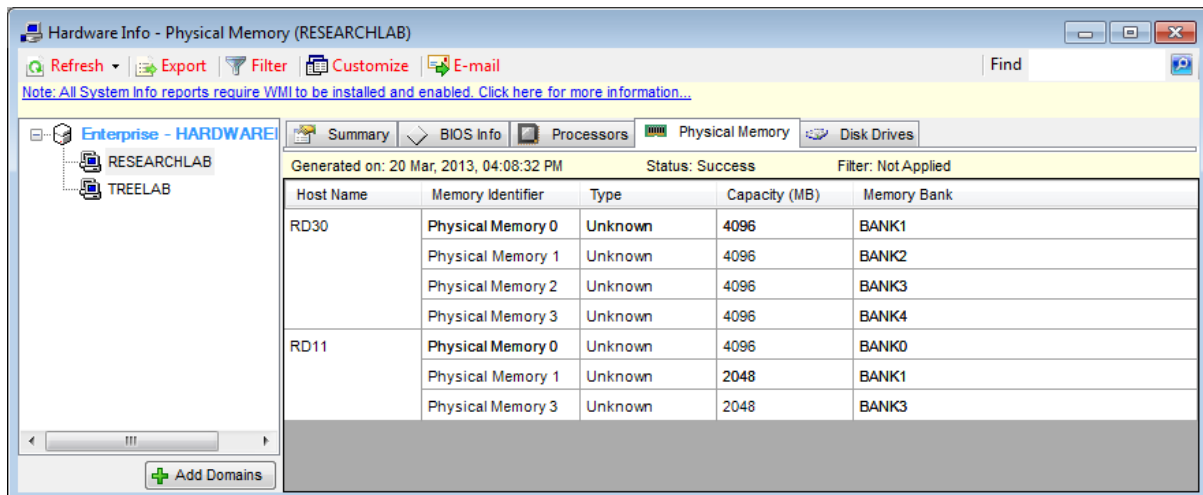 Hardware Info - Physical Memory (RESEARCHLAB)
Refresh Export Filter Customize E-mail Find
Note: All System Info reports require WMI to be installed and enabled. Click here for more information...
Enterprise - HARDWAREI
RESEARCHLAB
TREELAB
Add Domains
Summary BIOS Info Processors Physical Memory Disk Drives
Generated on: 20 Mar, 2013, 04:08:32 PM Status: Success Filter: Not Applied
Host Name Memory Identifier Type Capacity (MB) Memory Bank
RD30 Physical Memory 0 Unknown 4096 BANK1
Physical Memory 1 Unknown 4096 BANK2
Physical Memory 2 Unknown 4096 BANK3
Physical Memory 3 Unknown 4096 BANK4
RD11 Physical Memory 0 Unknown 4096 BANK0
Physical Memory 1 Unknown 2048 BANK1
Physical Memory 3 Unknown 2048 BANK3